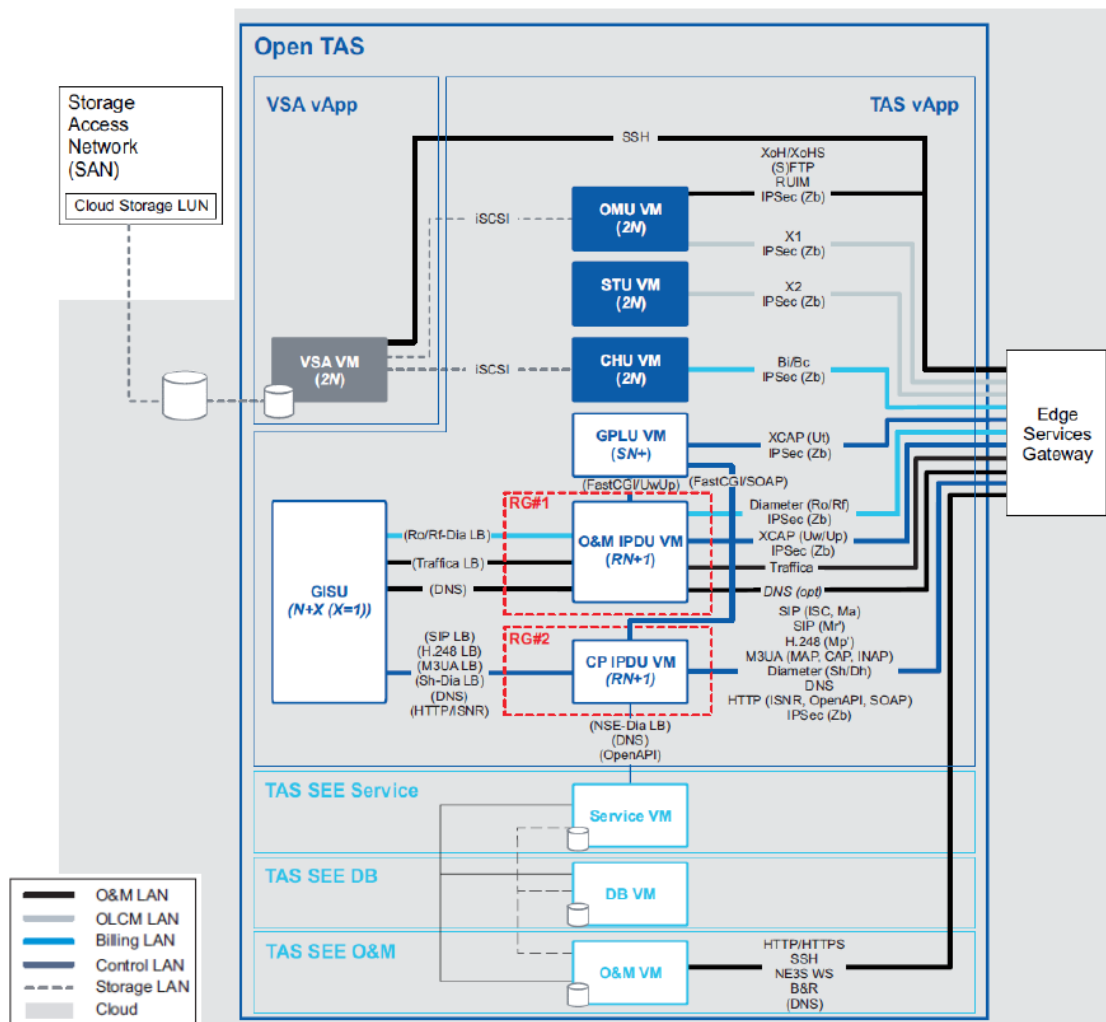 Open TAS
VSA vApp
TAS vApp
Storage
Access
Network
(SAN)
Cloud Storage LUN
SSH
XoH/XoHS
(S)FTP
RUIM
IPSec (Zb)
OMU VM
(2N)
iSCSI
X1
IPSec (Zb)
STU VM
(2N)
X2
IPSec (Zb)
VSA VM
(2N)
iSCSI
CHU VM
(2N)
Bi/Bc
IPSec (Zb)
Edge
Services
Gateway
GPLU VM
(SN+)
XCAP (Ut)
IPSec (Zb)
(FastCGI/UwUp)
(FastCGI/SOAP)
RG#1
Diameter (Ro/Rf)
IPSec (Zb)
(Ro/Rf-Dia LB)
O&M IPDU VM
(RN+1)
XCAP (Uw/Up)
IPSec (Zb)
(Traffica LB)
Traffica
GISU
(N+X (X=1))
(DNS)
DNS (opt)
RG#2
(SIP LB)
(H.248 LB)
(M3UA LB)
(Sh-Dia LB)
(DNS)
(HTTP/ISNR)
CP IPDU VM
(RN+1)
SIP (ISC, Ma)
SIP (Mr')
H.248 (Mp')
M3UA (MAP, CAP, INAP)
Diameter (Sh/Dh)
DNS
HTTP (ISNR, OpenAPI, SOAP)
IPSec (Zb)
(NSE-Dia LB)
(DNS)
(OpenAPI)
TAS SEE Service
Service VM
TAS SEE DB
DB VM
TAS SEE O&M
O&M VM
HTTP/HTTPS
SSH
NE3S WS
B&R
(DNS)
O&M LAN
OLCM LAN
Billing LAN
Control LAN
Storage LAN
Cloud